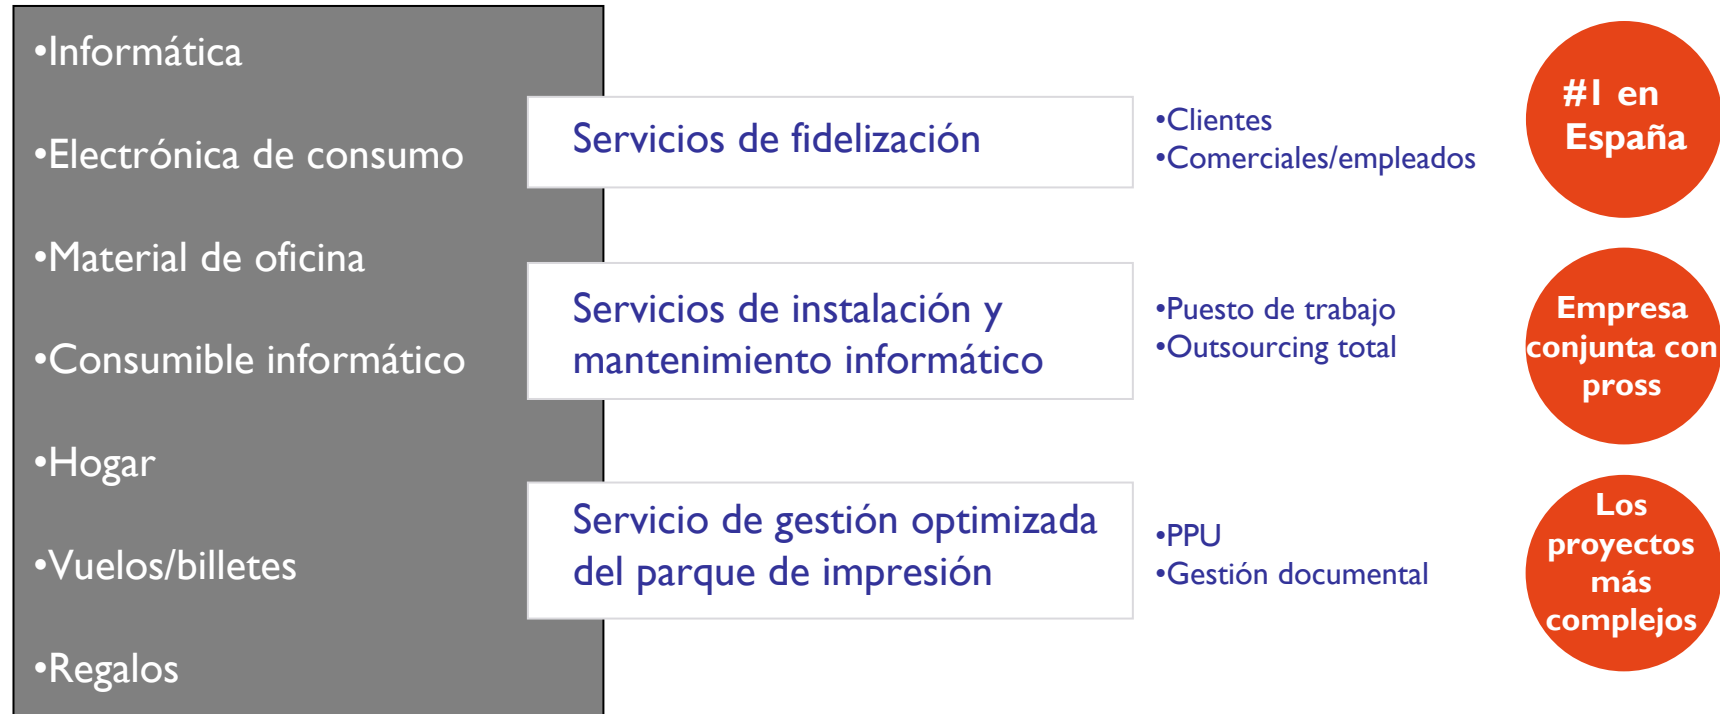 •Informática
•Electrónica de consumo
•Material de oficina
•Consumible informático
•Hogar
•Vuelos/billetes
•Regalos
Servicios de fidelización
•Clientes
•Comerciales/empleados
#1 en
España
Servicios de instalación y
mantenimiento informático
•Puesto de trabajo
•Outsourcing total
Empresa
conjunta con
pross
Servicio de gestión optimizada
del parque de impresión
•PPU
•Gestión documental
Los
proyectos
más
complejos